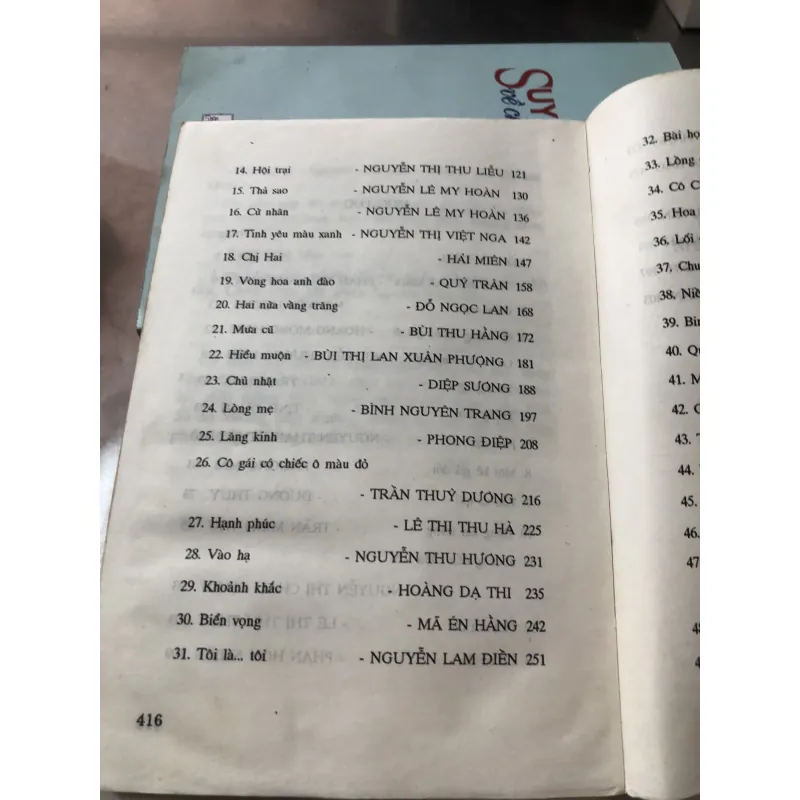 SUY
về c
14. Hội trại - NGUYỄN THỊ THU LIỄU 121
15. Thả sao - NGUYỄN LÊ MY HOÀN 130
16. Cử nhân - NGUYỄN LÊ MY HOÀN 136
17. Tình yêu màu xanh - NGUYỄN THỊ VIỆT NGA 142
18. Chị Hai - HẢI MIÊN 147
19. Vòng hoa anh đào - QUÝ TRÂN 158
20. Hai nửa vầng trăng - ĐỖ NGỌC LAN 168
21. Mưa cũ - BÙI THU HẰNG 172
22. Hiểu muộn - BÙI THỊ LAN XUÂN PHƯỢNG 181
23. Chủ nhật - DIỆP SƯƠNG 188
24. Lòng mẹ - BÌNH NGUYÊN TRANG 197
25. Lăng kính - PHONG ĐIỆP 208
26. Cô gái có chiếc ô màu đỏ
- TRẦN THUỲ DƯƠNG 216
27. Hạnh phúc - LÊ THỊ THU HÀ 225
28. Vào hạ - NGUYỄN THU HƯƠNG 231
29. Khoảnh khắc - HOÀNG DẠ THI 235
30. Biển vọng - MÃ ÉN HẰNG 242
31. Tôi là... tôi - NGUYỄN LAM ĐIỀN 251
416
32. Bài họ
33. Lòng
34. Cô C
35. Hoa
36. Lối
37. Chu
38. Niề
39. Bìn
40. Qu
41. M
42. C
43. T
44.
45.
46.
47